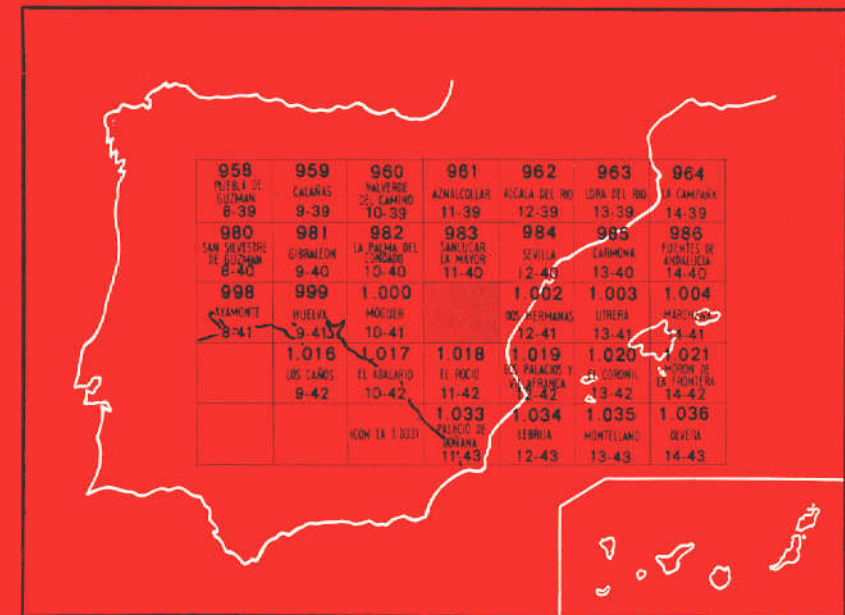 958 959 960 961 962 963 964
PUEBLA DE GUZMAN CALAÑAS VALVERDE DEL CAMINO AZNALCOLLAR ALCALA DEL RIO LORA DEL RIO LA CAMPANA
8-39 9-39 10-39 11-39 12-39 13-39 14-39
980 981 982 983 984 985 986
SAN SILVESTRE DE GUZMAN GIBRALEON LA PALMA DEL CONDADO SANLUCAR LA MAYOR SEVILLA CARMONA FUENTES DE ANDALUCIA
8-40 9-40 10-40 11-40 12-40 13-40 14-40
998 999 1.000 1.002 1.003 1.004
AYAMONTE HUELVA MOGUER DOS HERMANAS UTRERA MARCHENA
8-41 9-41 10-41 12-41 13-41 14-41
1.016 1.017 1.018 1.019 1.020 1.021
LOS CAÑOS EL ABALARIO EL ROCIO LOS PALACIOS Y VILLAFRANCA EL CORONIL MORON DE LA FRONTERA
9-42 10-42 11-42 12-42 13-42 14-42
1.033 1.034 1.035 1.036
(CON LA 1.033) PALACIO DE DOÑANA LEBRIJA MONTELLANO OLVERA
11-43 12-43 13-43 14-43